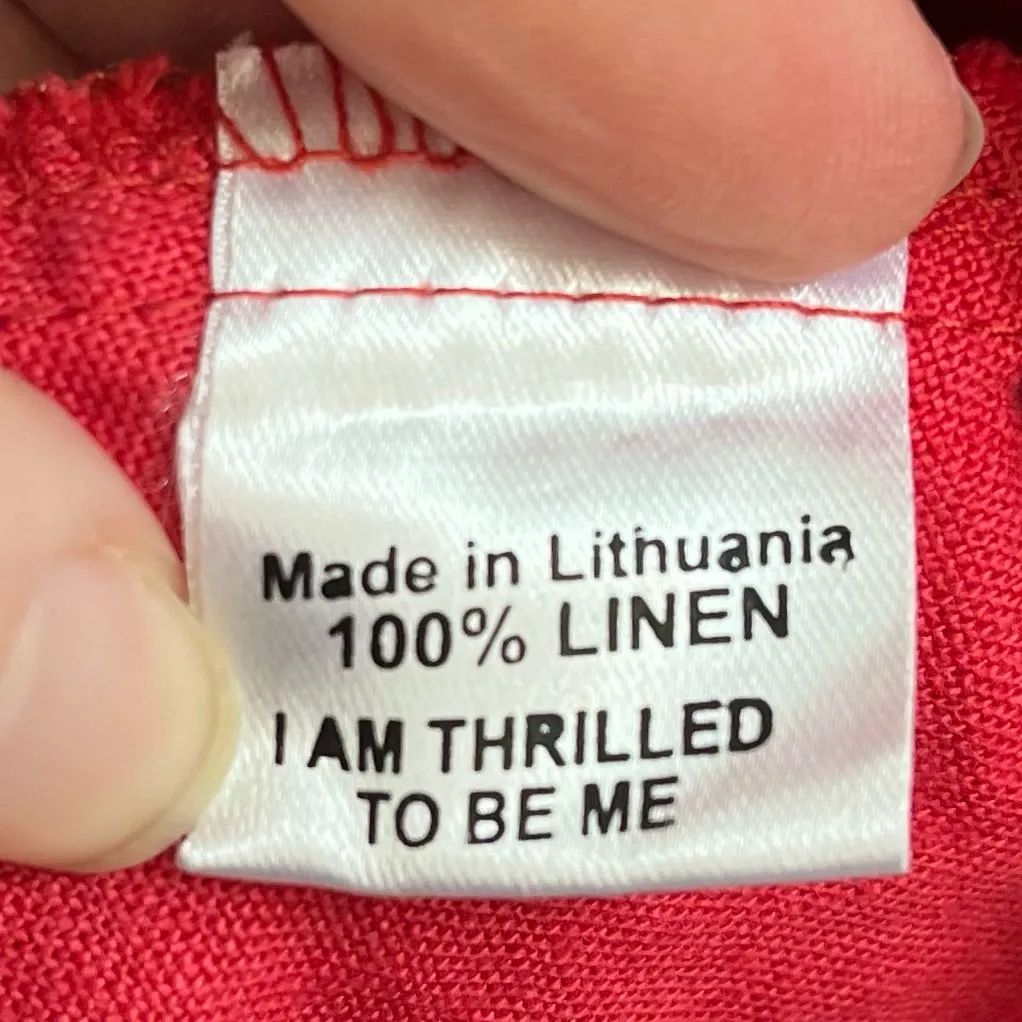 Made in Lithuania
100% LINEN
I AM THRILLED
TO BE ME